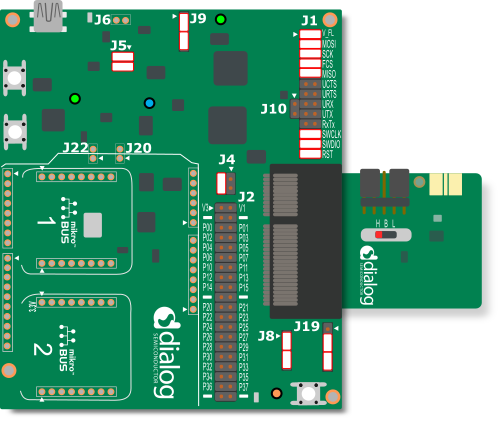 J6
J9
J5
J1
V_FL
MOSI
SCK
FCS
MISO
UCTS
URTS
URX
UTX
RxTx
SWCLK
SWDIO
RST
J10
J22
J20
J4
J2
V3 V1
P00 P01
P02 P03
P04 P05
P06 P07
P10 P11
P12 P13
P14 P15
P20 P21
P22 P23
P24 P25
P26 P27
P28 P29
P30 P31
P32 P33
P34 P35
P36 P37
1
mikro™
BUS
3.3V
2
mikro™
BUS
dialog
SEMICONDUCTOR
J8
J19
H B L
dialog